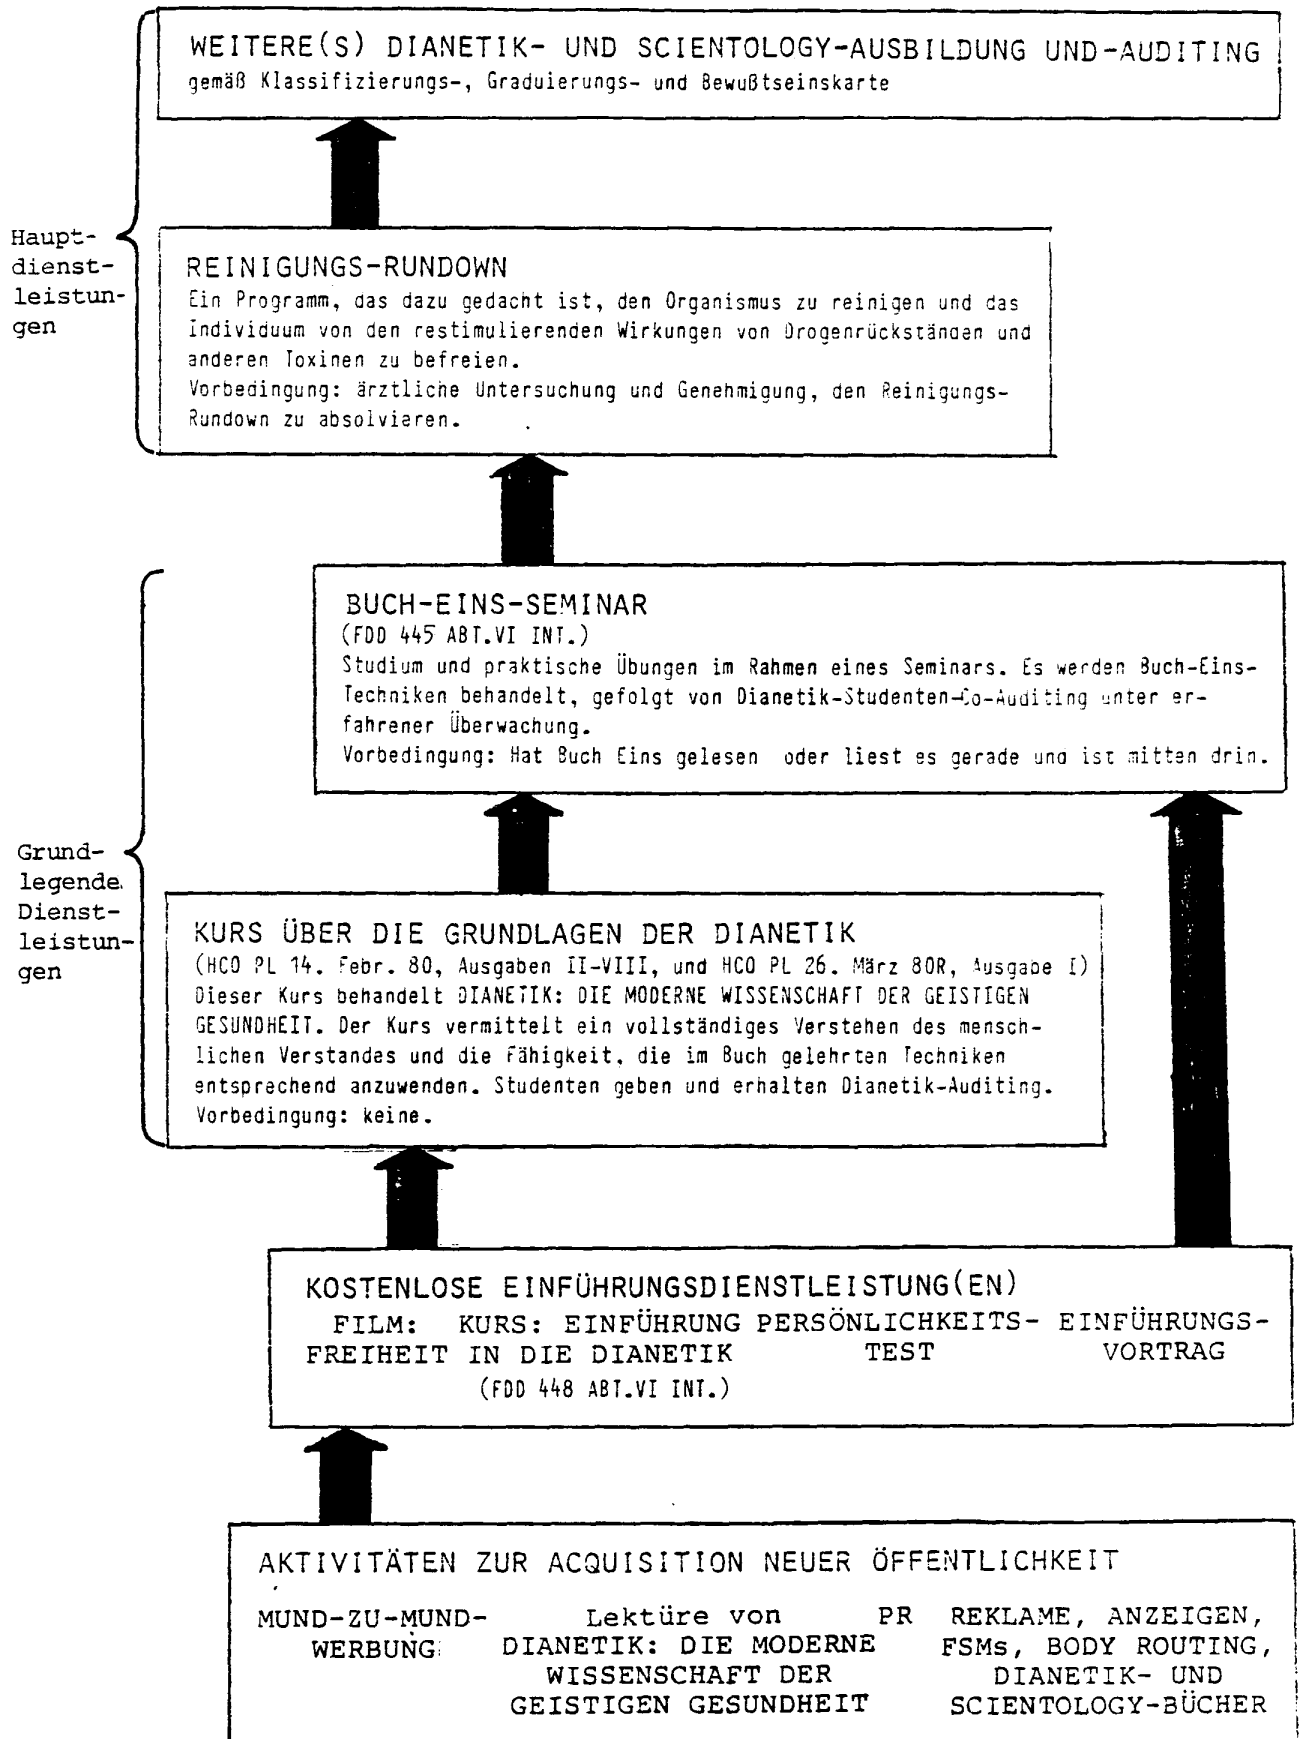 WEITERE(S) DIANETIK- UND SCIENTOLOGY-AUSBILDUNG UND-AUDITING
gemäß Klassifizierungs-, Graduierungs- und Bewußtseinskarte
Haupt-
dienst-
leistun-
gen
REINIGUNGS-RUNDOWN
Ein Programm, das dazu gedacht ist, den Organismus zu reinigen und das
Individuum von den restimulierenden Wirkungen von Drogenrückständen und
anderen Toxinen zu befreien.
Vorbedingung: ärztliche Untersuchung und Genehmigung, den Reinigungs-
Rundown zu absolvieren.
BUCH-EINS-SEMINAR
(FDD 445 ABT.VI INT.)
Studium und praktische Übungen im Rahmen eines Seminars. Es werden Buch-Eins-
Techniken behandelt, gefolgt von Dianetik-Studenten-Co-Auditing unter er-
fahrener Überwachung.
Vorbedingung: Hat Buch Eins gelesen oder liest es gerade und ist mitten drin.
Grund-
legende
Dienst-
leistun-
gen
KURS ÜBER DIE GRUNDLAGEN DER DIANETIK
(HCO PL 14. Febr. 80, Ausgaben II-VIII, und HCO PL 26. März 80R, Ausgabe I)
Dieser Kurs behandelt DIANETIK: DIE MODERNE WISSENSCHAFT DER GEISTIGEN
GESUNDHEIT. Der Kurs vermittelt ein vollständiges Verstehen des mensch-
lichen Verstandes und die Fähigkeit, die im Buch gelehrten Techniken
entsprechend anzuwenden. Studenten geben und erhalten Dianetik-Auditing.
Vorbedingung: keine.
KOSTENLOSE EINFÜHRUNGSDIENSTLEISTUNG(EN)
FILM: KURS: EINFÜHRUNG PERSÖNLICHKEITS- EINFÜHRUNGS-
FREIHEIT IN DIE DIANETIK TEST VORTRAG
(FDD 448 ABT.VI INT.)
AKTIVITÄTEN ZUR ACQUISITION NEUER ÖFFENTLICHKEIT
MUND-ZU-MUND- Lektüre von PR REKLAME, ANZEIGEN,
WERBUNG DIANETIK: DIE MODERNE FSMs, BODY ROUTING,
WISSENSCHAFT DER DIANETIK- UND
GEISTIGEN GESUNDHEIT SCIENTOLOGY-BÜCHER